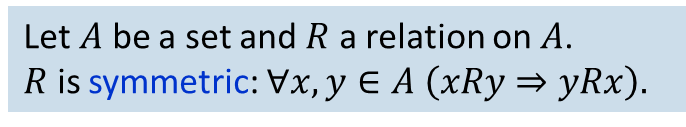 Let A be a set and R a relation on A.
R is symmetric: ∀x, y ∈ A (xRy ⇒ yRx).